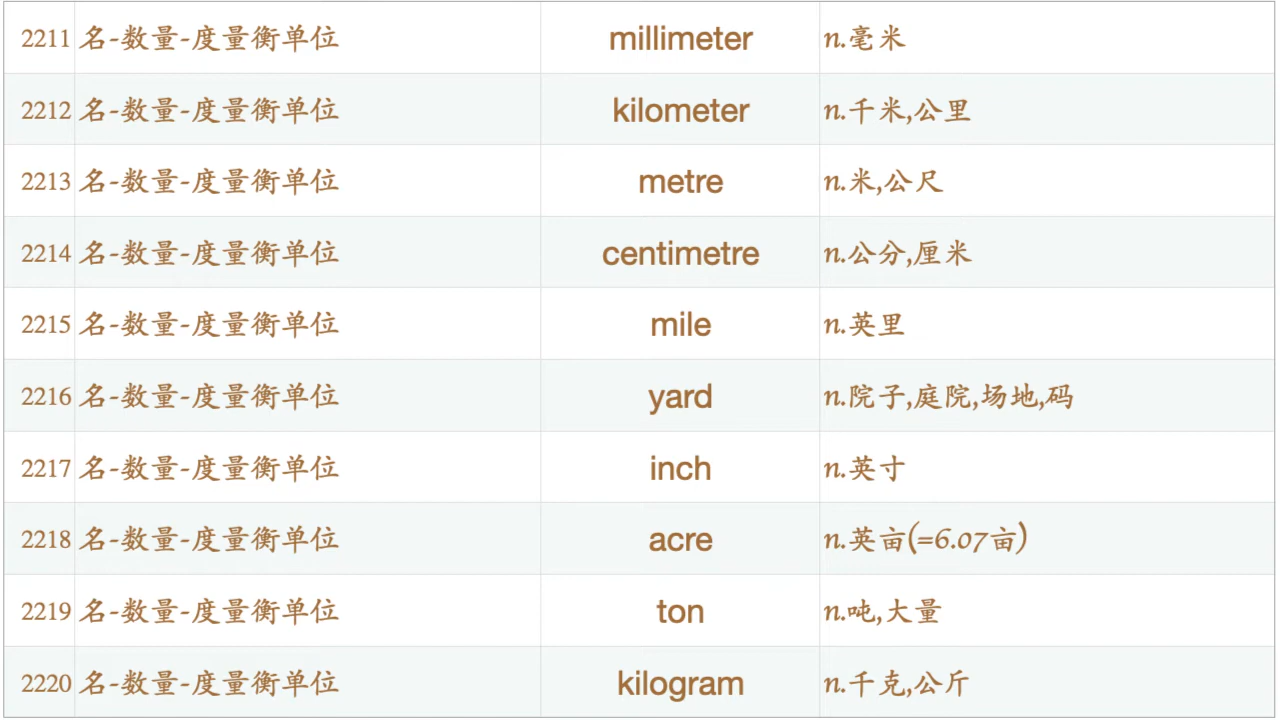 2211 名-数量-度量衡单位 millimeter n.毫米
2212 名-数量-度量衡单位 kilometer n.千米,公里
2213 名-数量-度量衡单位 metre n.米,公尺
2214 名-数量-度量衡单位 centimetre n.公分,厘米
2215 名-数量-度量衡单位 mile n.英里
2216 名-数量-度量衡单位 yard n.院子,庭院,场地,码
2217 名-数量-度量衡单位 inch n.英寸
2218 名-数量-度量衡单位 acre n.英亩(=6.07亩)
2219 名-数量-度量衡单位 ton n.吨,大量
2220 名-数量-度量衡单位 kilogram n.千克,公斤